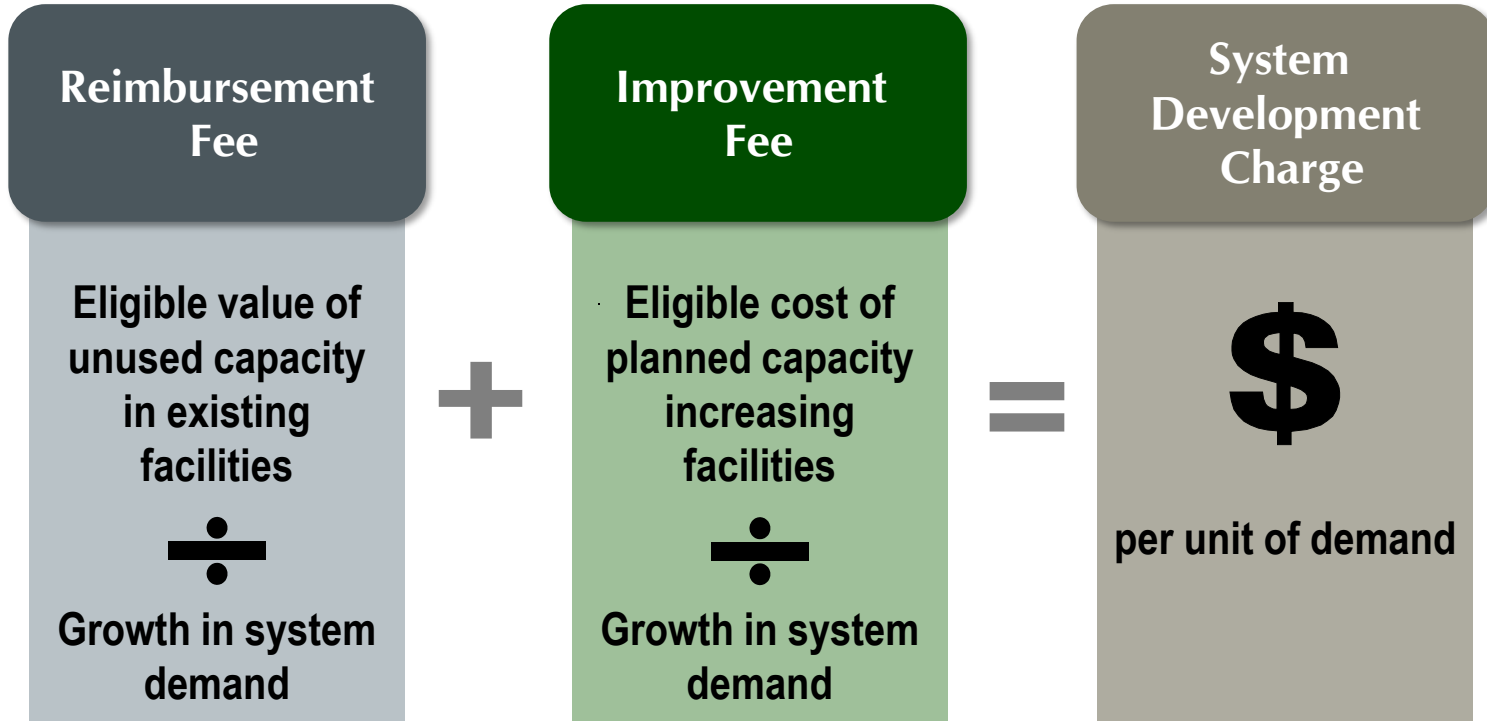 Reimbursement
Fee
Eligible value of
unused capacity
in existing
facilities
÷
Growth in system
demand
+
Improvement
Fee
Eligible cost of
planned capacity
increasing
facilities
÷
Growth in system
demand
=
System
Development
Charge
$
per unit of demand